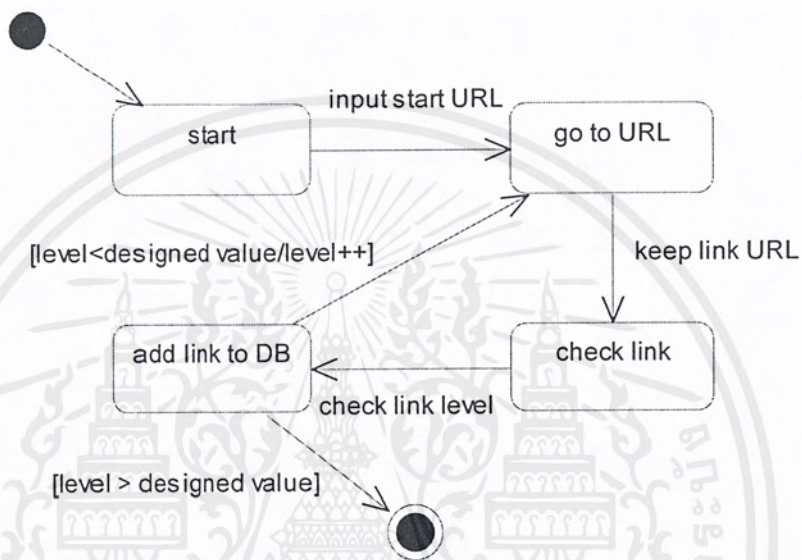 input start URL
start
go to URL
[level<designed value/level++]
keep link URL
add link to DB
check link
check link level
[level > designed value]